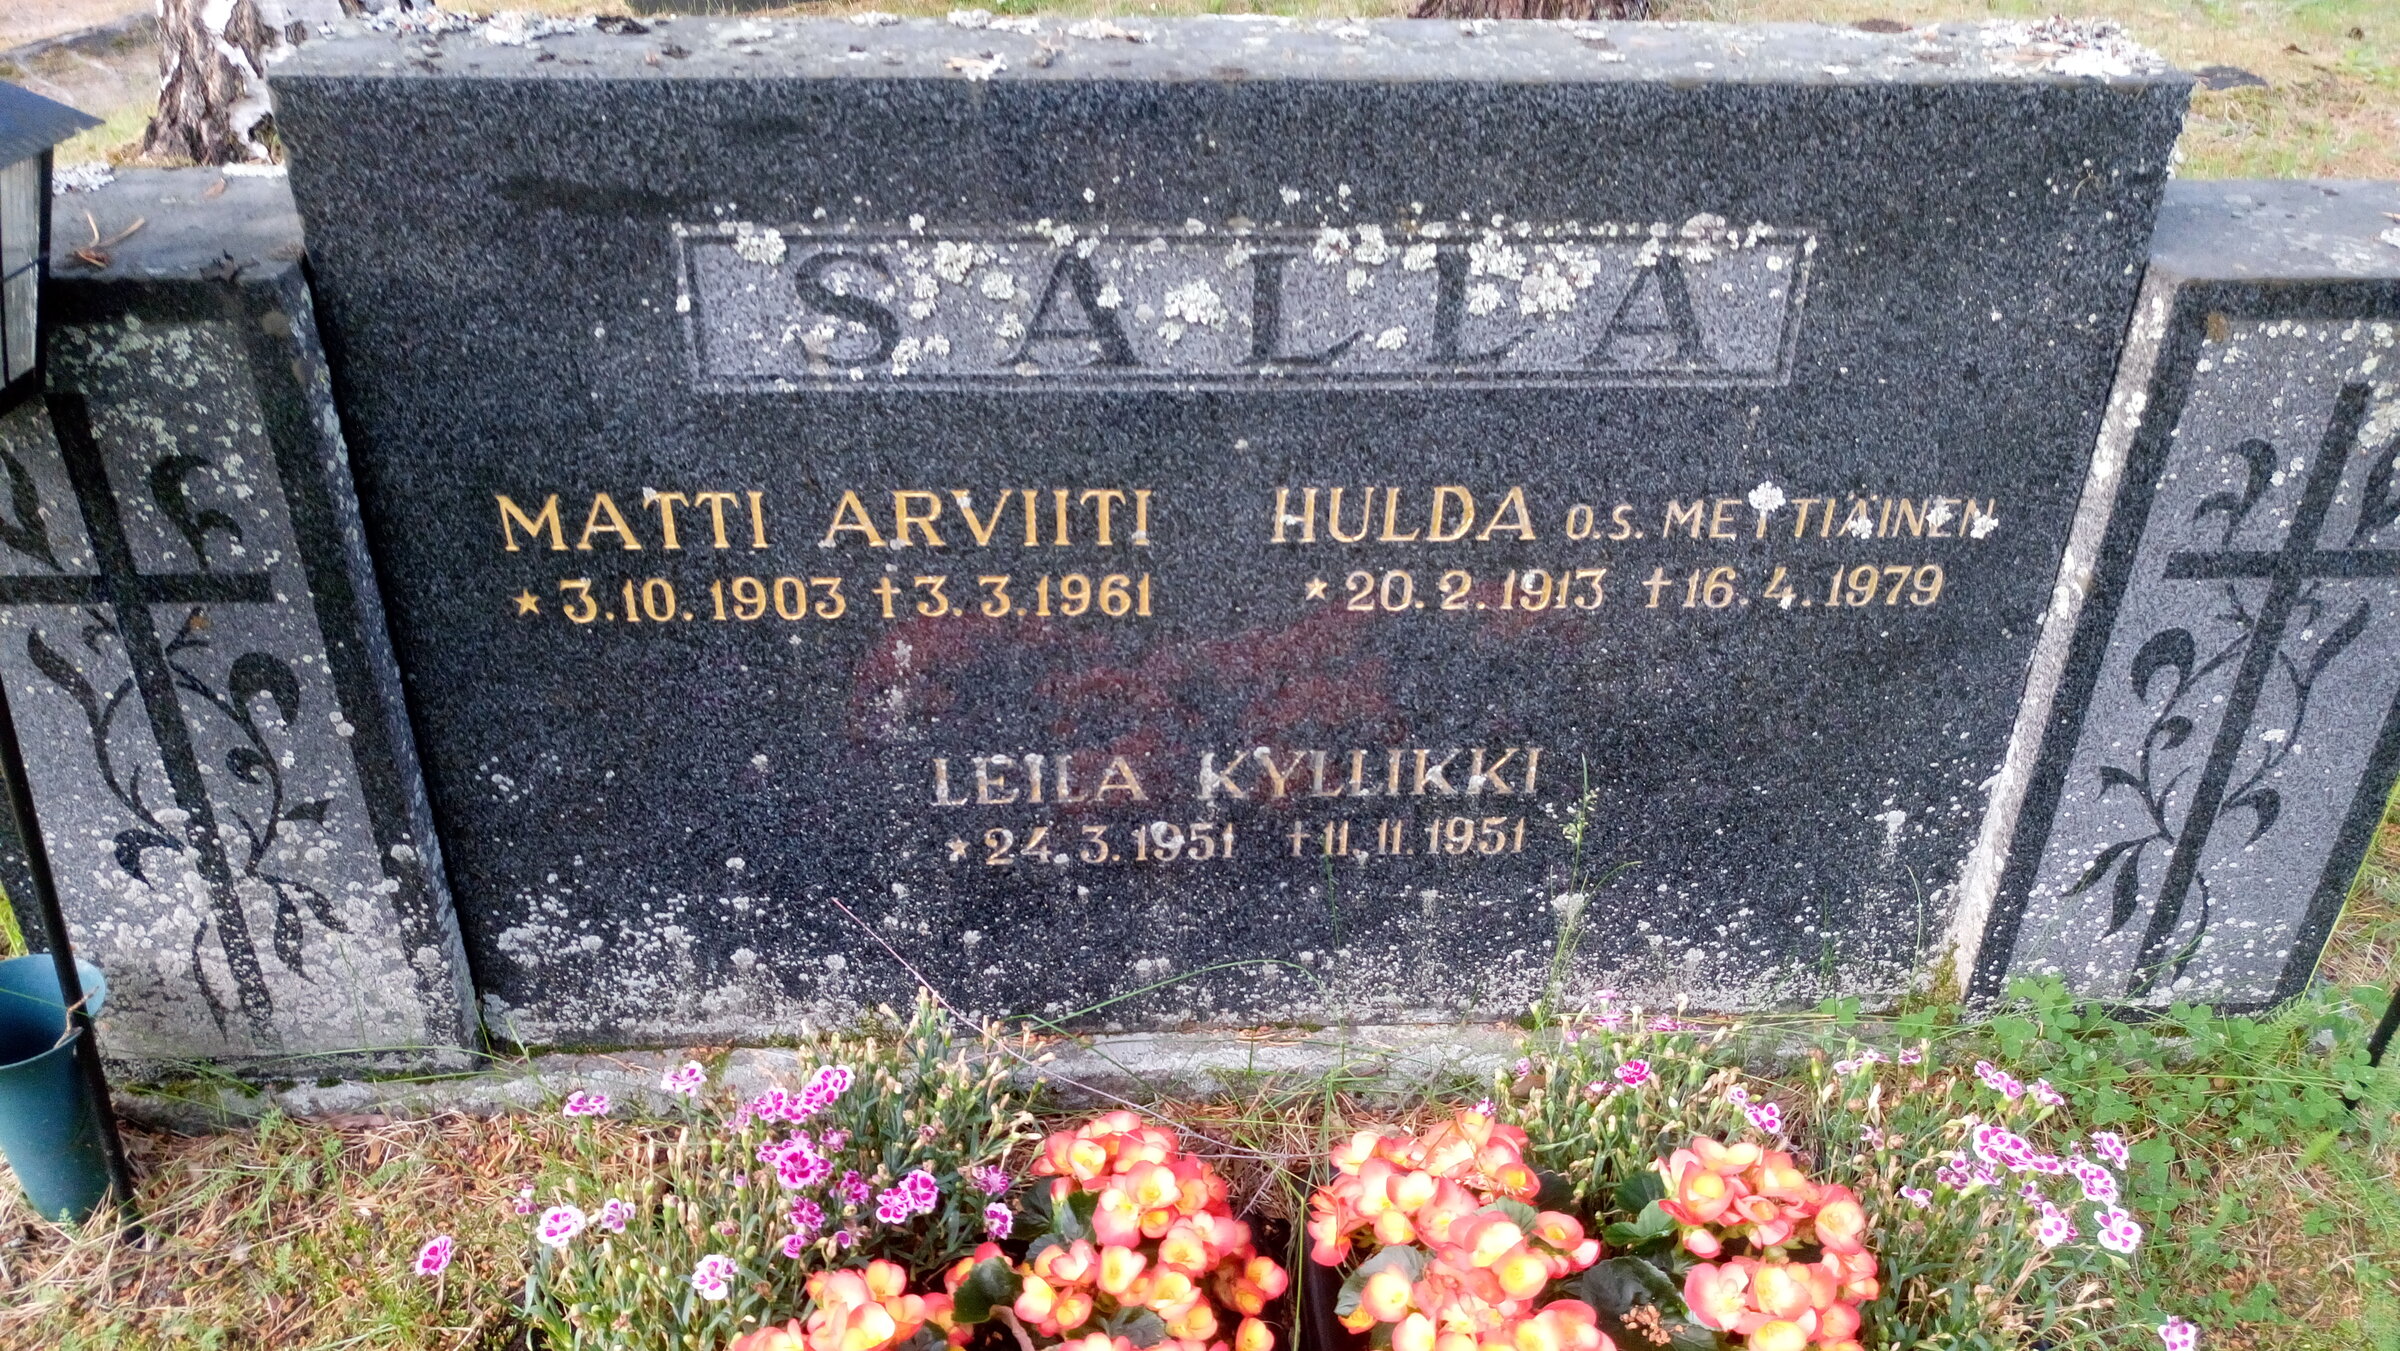 SALLA
MATTI ARVIITI
* 3.10.1903 † 3.3.1961
HULDA O.S. METTIÄINEN
* 20.2.1913 † 16.4.1979
LEILA KYLLIKKI
* 24.3.1951 † 11.11.1951